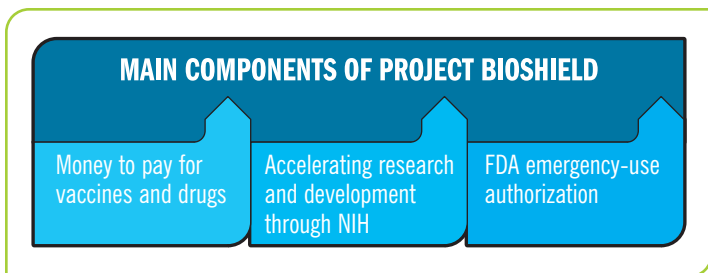 MAIN COMPONENTS OF PROJECT BIOSHIELD
Money to pay for
vaccines and drugs
Accelerating research
and development
through NIH
FDA emergency-use
authorization